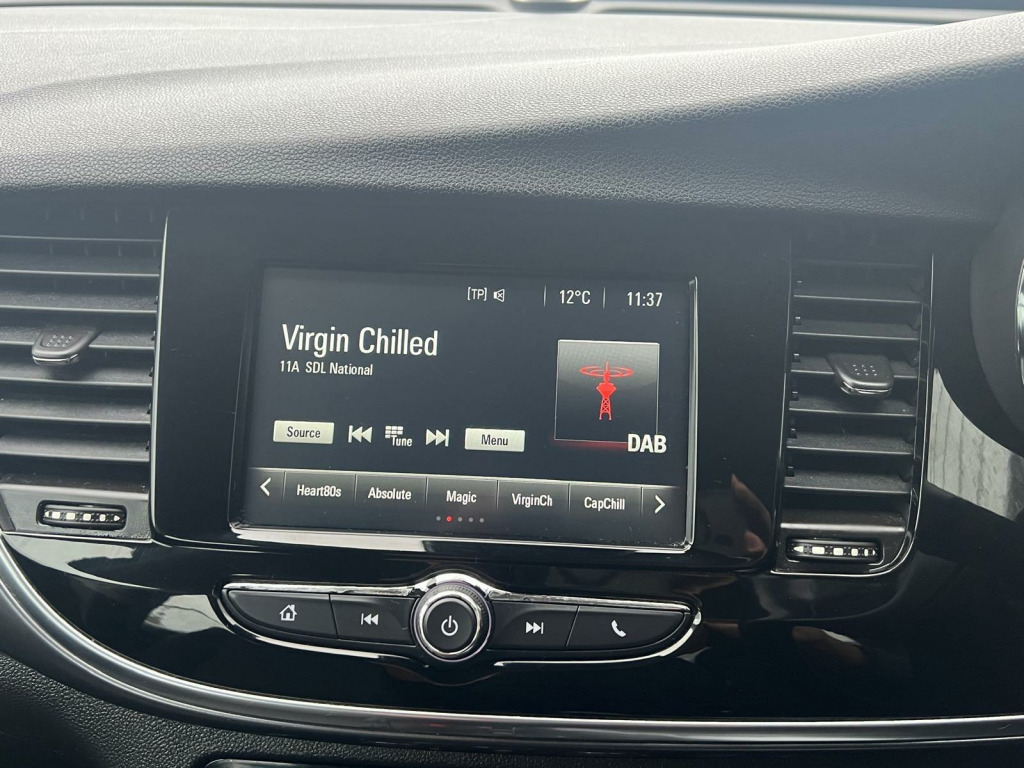 [TP] 12°C 11:37
Virgin Chilled
11A SDL National
DAB
Source Tune Menu
Heart80s Absolute Magic VirginCh CapChill